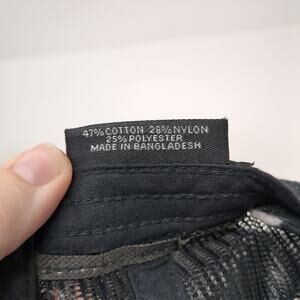 47% COTTON 28% NYLON
25% POLYESTER
MADE IN BANGLADESH